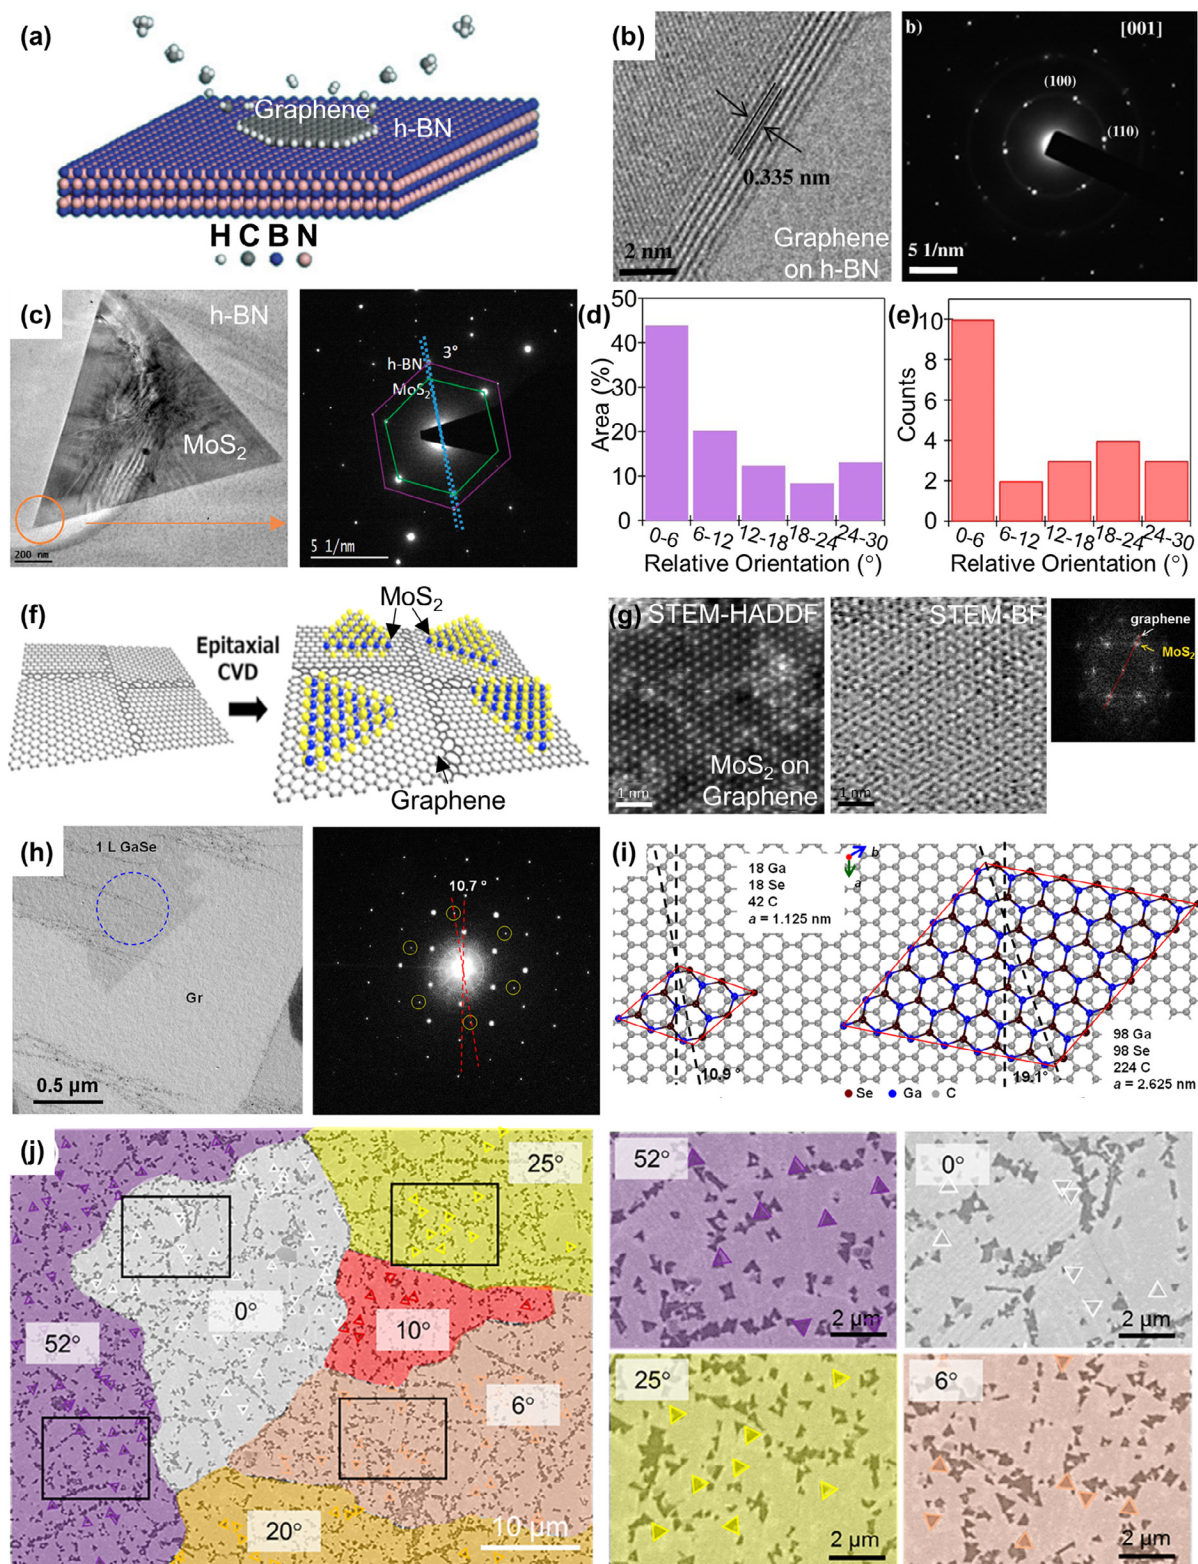 (a)
Graphene
h-BN
H C B N
(b)
0.335 nm
2 nm
Graphene
on h-BN
b)
[001]
(100)
(110)
5 1/nm
(c)
h-BN
MoS2
200 nm
3°
h-BN
MoS2
5 1/nm
(d)
50
40
30
20
10
0
Area (%)
0-6
6-12
12-18
18-24
24-30
Relative Orientation (°)
(e)
10
8
6
4
2
0
Counts
0-6
6-12
12-18
18-24
24-30
Relative Orientation (°)
(f)
Epitaxial
CVD
MoS2
Graphene
(g)
STEM-HADDF
1 nm
MoS2 on
Graphene
STEM-BF
1 nm
graphene
MoS2
(h)
1 L GaSe
Gr
0.5 µm
10.7 °
(i)
b
a
18 Ga
18 Se
42 C
a = 1.125 nm
10.9 °
19.1°
98 Ga
98 Se
224 C
a = 2.625 nm
Se Ga C
(j)
25°
0°
10°
52°
6°
20°
10 µm
52°
2 µm
0°
2 µm
25°
2 µm
6°
2 µm